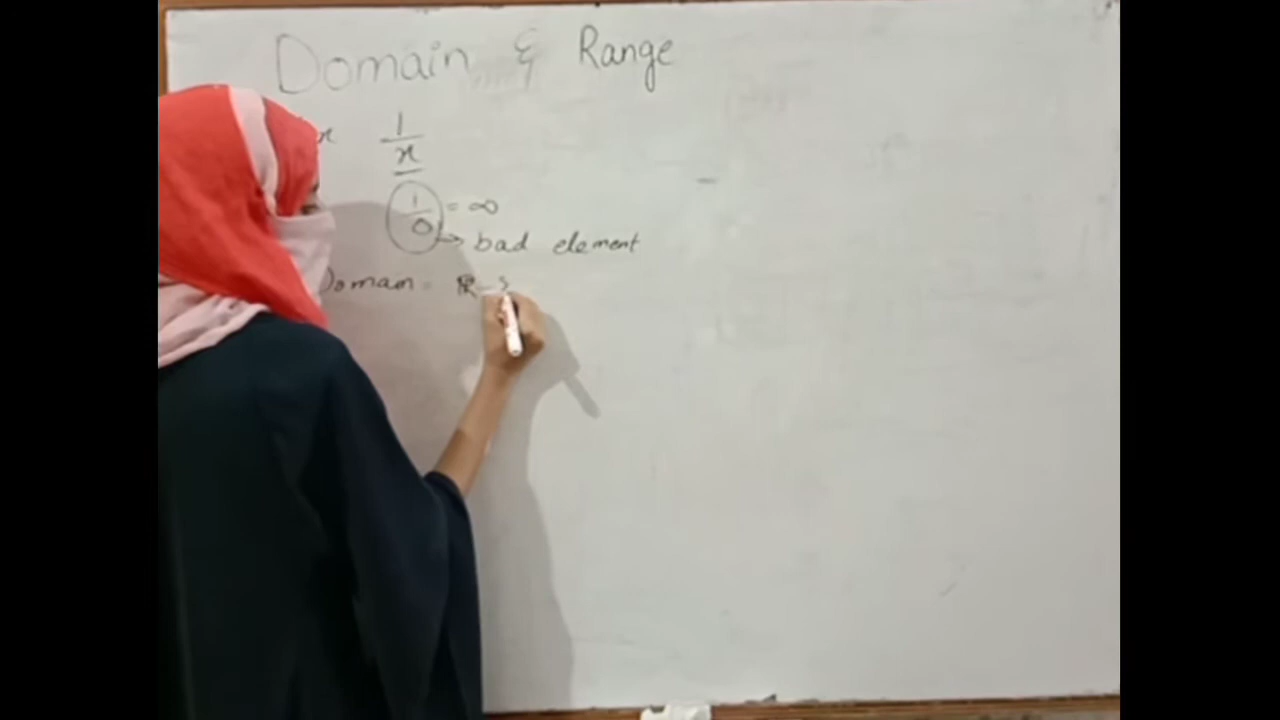 Domain & Range
x 1/x
1/0 = ∞
→ bad element
Domain = ℝ - {